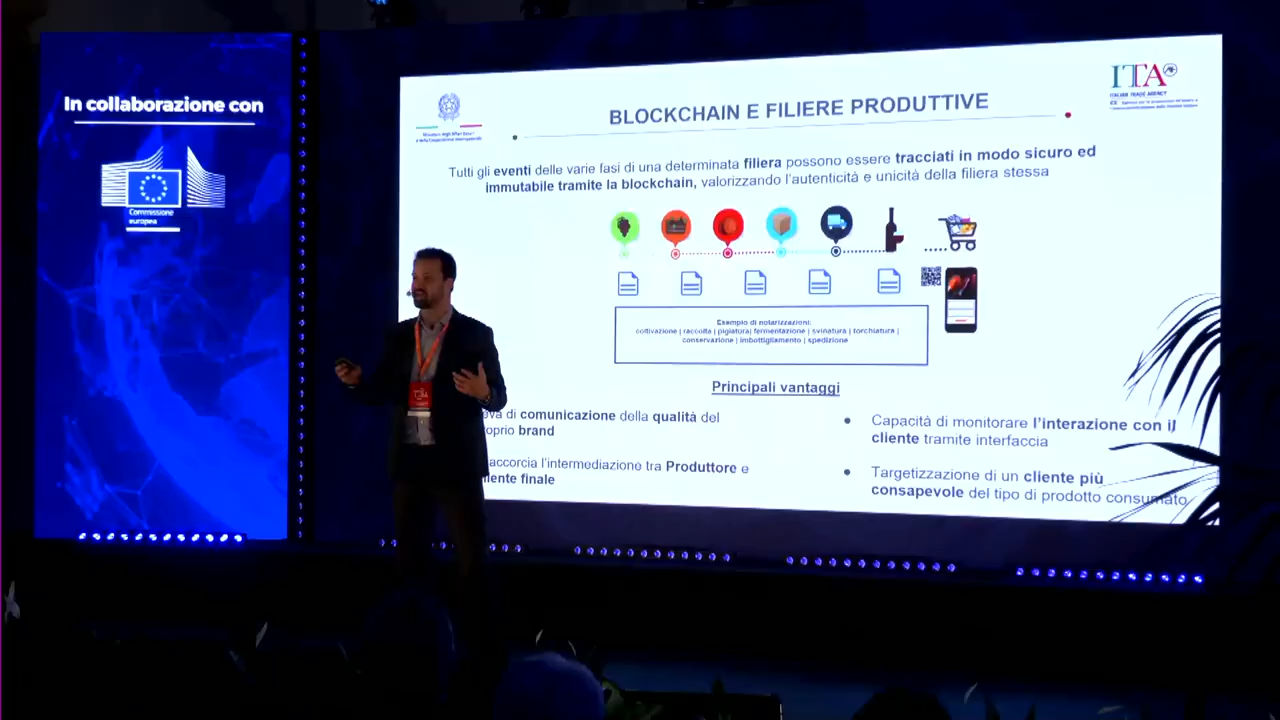 In collaborazione con
Commissione
europea
BLOCKCHAIN E FILIERE PRODUTTIVE
ITA
ITALIAN TRADE AGENCY
Tutti gli eventi delle varie fasi di una determinata filiera possono essere tracciati in modo sicuro ed
immutabile tramite la blockchain, valorizzando l'autenticità e unicità della filiera stessa
Esempio di notarizzazioni:
coltivazione | raccolta | pigiatura| fermentazione | svinatura | torchiatura |
conservazione | imbottigliamento | spedizione
Principali vantaggi
di comunicazione della qualità del
oprio brand
accorcia l'intermediazione tra Produttore e
iente finale
Capacità di monitorare l'interazione con il
cliente tramite interfaccia
Targetizzazione di un cliente più
consapevole del tipo di prodotto consumato